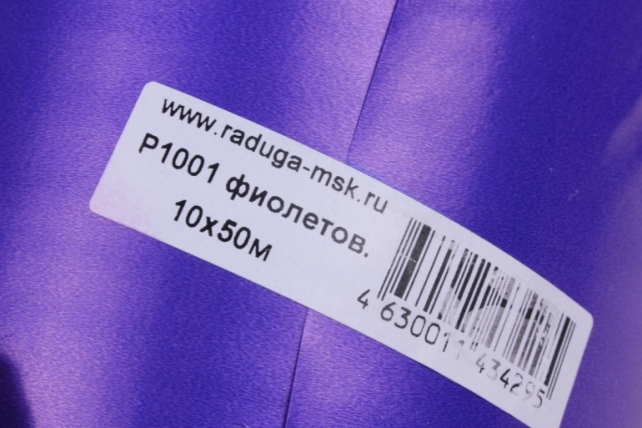 www.raduga-msk.ru
P1001 фиолетов.
10x50м
4 630011 434295